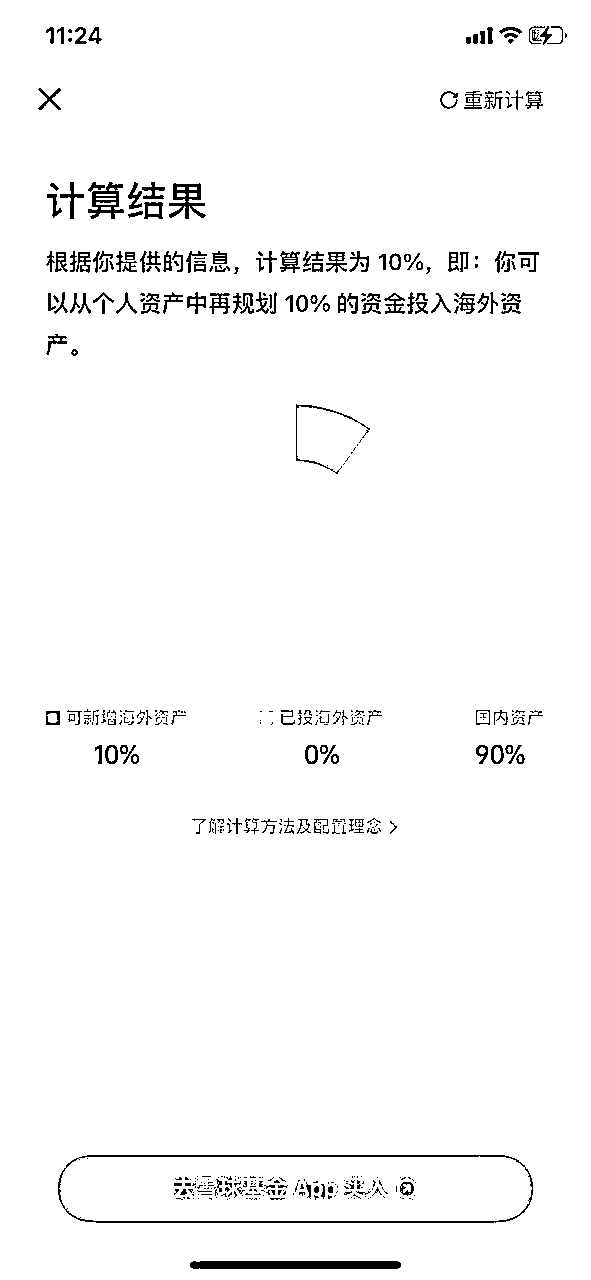 11:24
重新计算
计算结果
根据你提供的信息，计算结果为 10%，即：你可
以从个人资产中再规划 10% 的资金投入海外资
产。
可新增海外资产 已投海外资产 国内资产
10% 0% 90%
了解计算方法及配置理念
去雪球基金 App 买入